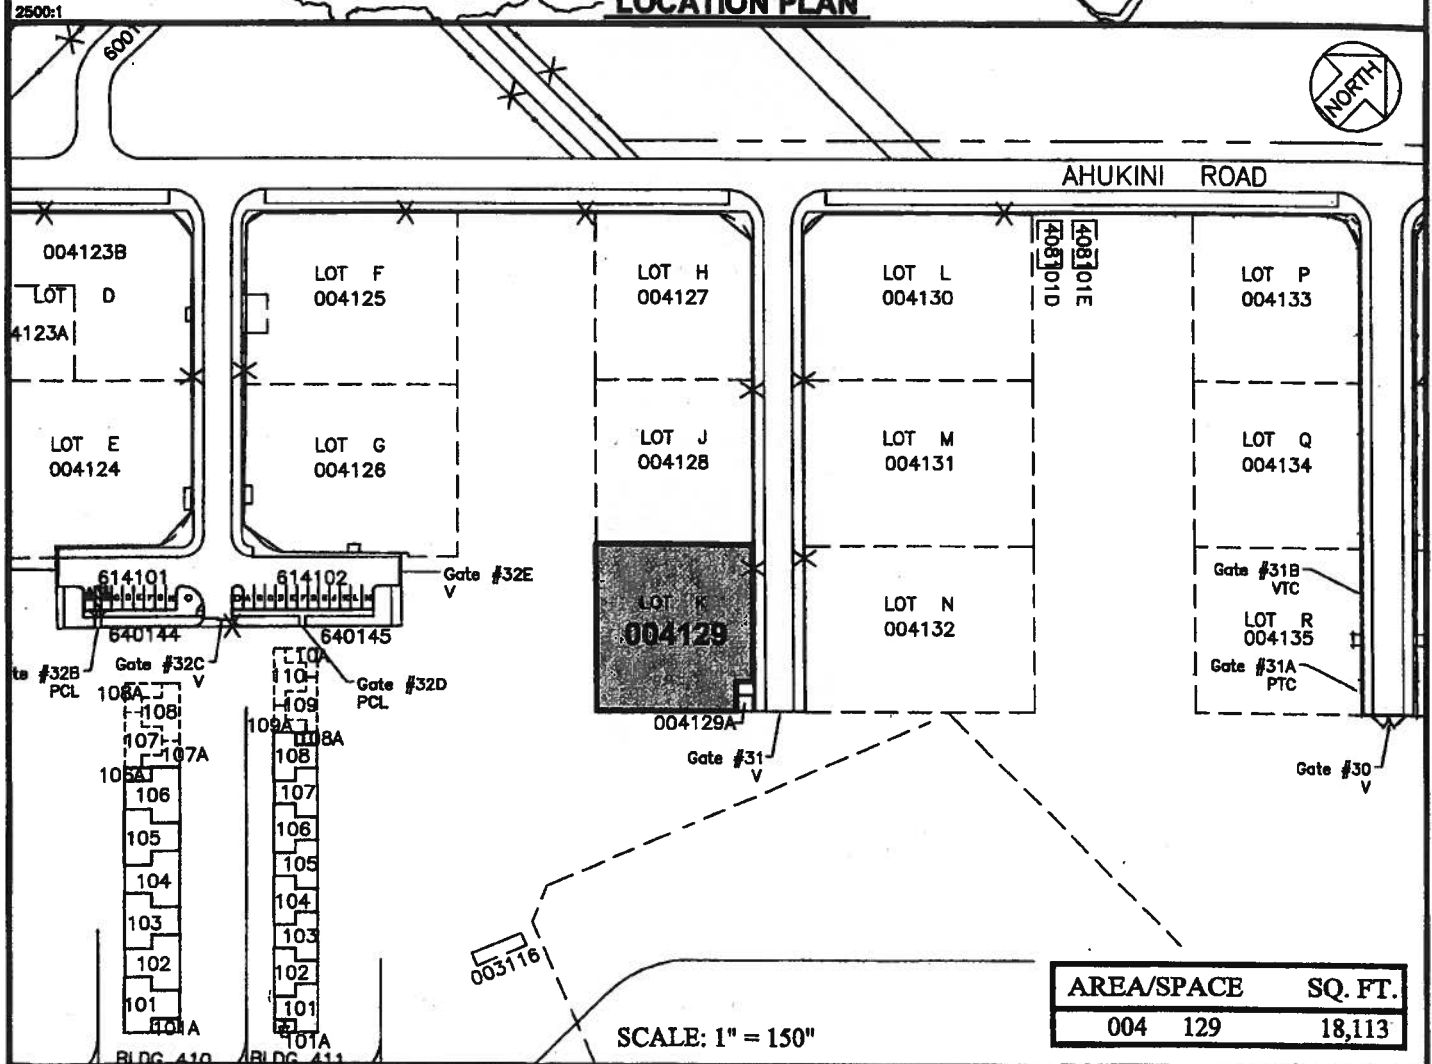 2500:1
LOCATION PLAN
6001
NORTH
AHUKINI ROAD
004123B
LOT D
4123A
LOT F
004125
LOT H
004127
LOT L
004130
408101D
408101E
LOT P
004133
LOT E
004124
LOT G
004126
LOT J
004128
LOT M
004131
LOT Q
004134
614101
614102
Gate #32E
V
640144
640145
te #32B
PCL
Gate #32C
V
Gate #32D
PCL
LOT K
004129
004129A
Gate #31
V
LOT N
004132
Gate #31B
VTC
LOT R
004135
Gate #31A
PTC
Gate #30
V
108A
108
107
107A
106A
106
105
104
103
102
101
101A
BLDG 410
110A
110
109
109A
108A
108
107
106
105
104
103
102
101
101A
BLDG 411
003116
SCALE: 1" = 150"
AREA/SPACE SQ. FT.
004 129 18,113